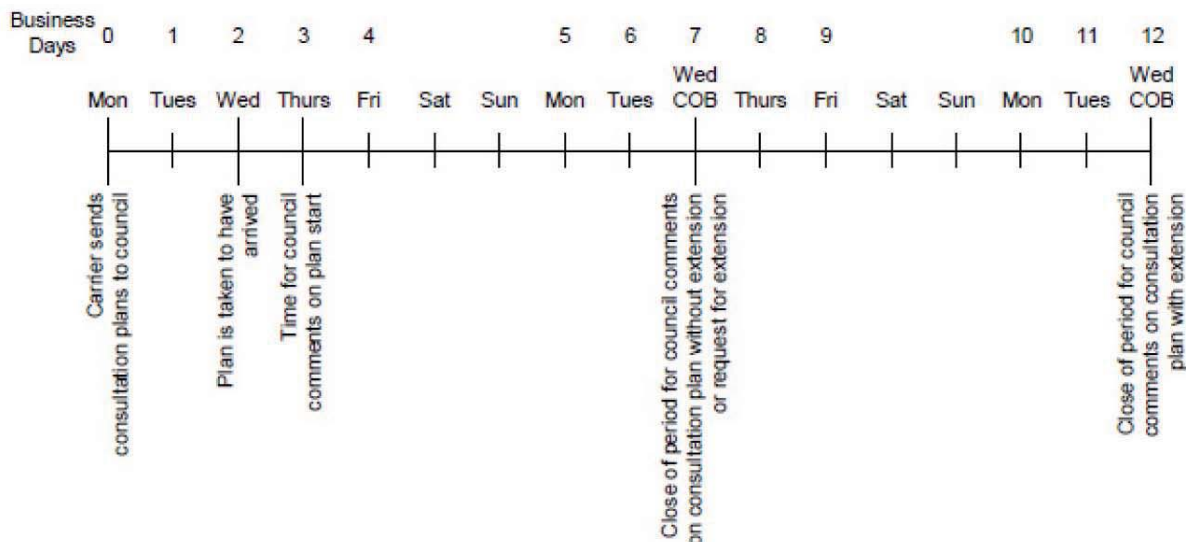 Business
Days
0 1 2 3 4 5 6 7 8 9 10 11 12
Mon Tues Wed Thurs Fri Sat Sun Mon Tues Wed COB Thurs Fri Sat Sun Mon Tues Wed COB
Carrier sends
consultation plans to council
Plan is taken to have
arrived
Time for council
comments on plan start
Close of period for council comments
on consultation plan without extension
or request for extension
Close of period for council
comments on consultation
plan with extension